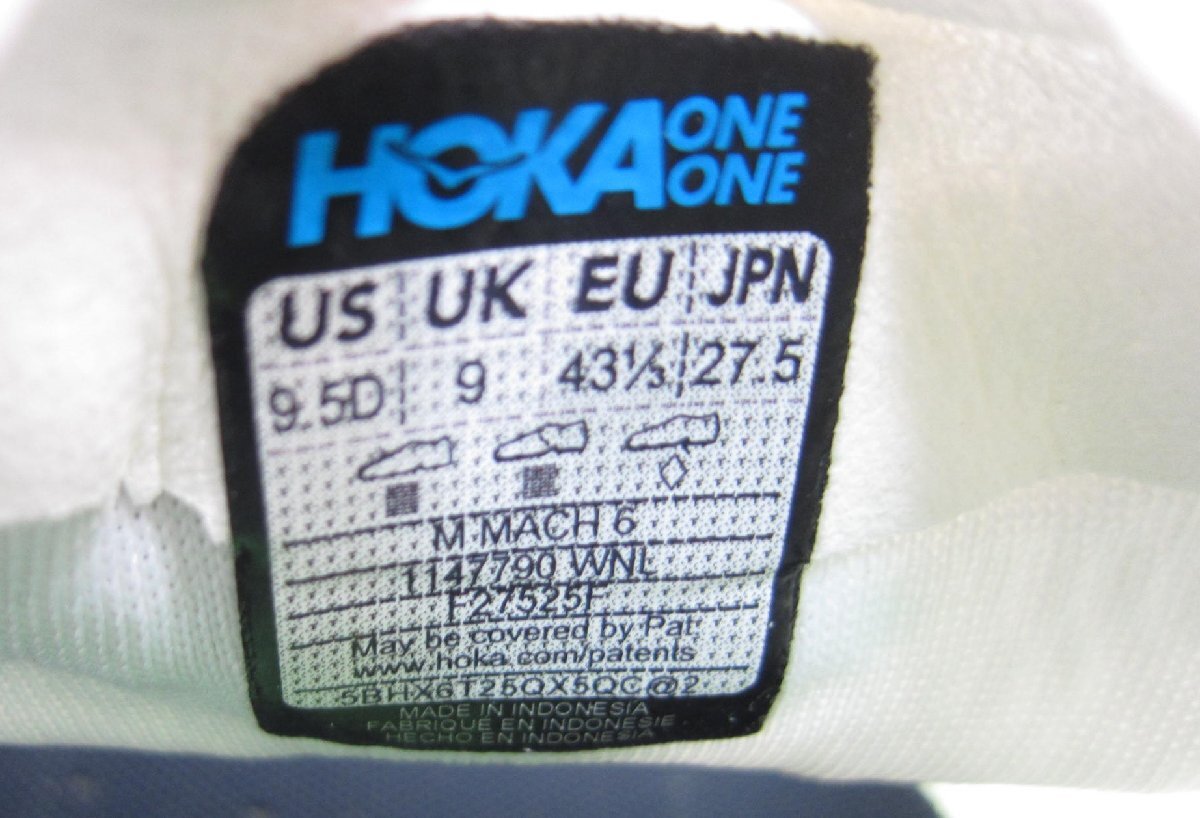 HOKA ONE ONE
US UK EU JPN
9.5D 9 43⅓ 27.5
M MACH 6
1147790 WNL
F27525F
May be covered by Pat:
www.hoka.com/patents
5BHX6T25QX5QC@2
MADE IN INDONESIA
FABRIQUE EN INDONESIE
HECHO EN INDONESIA